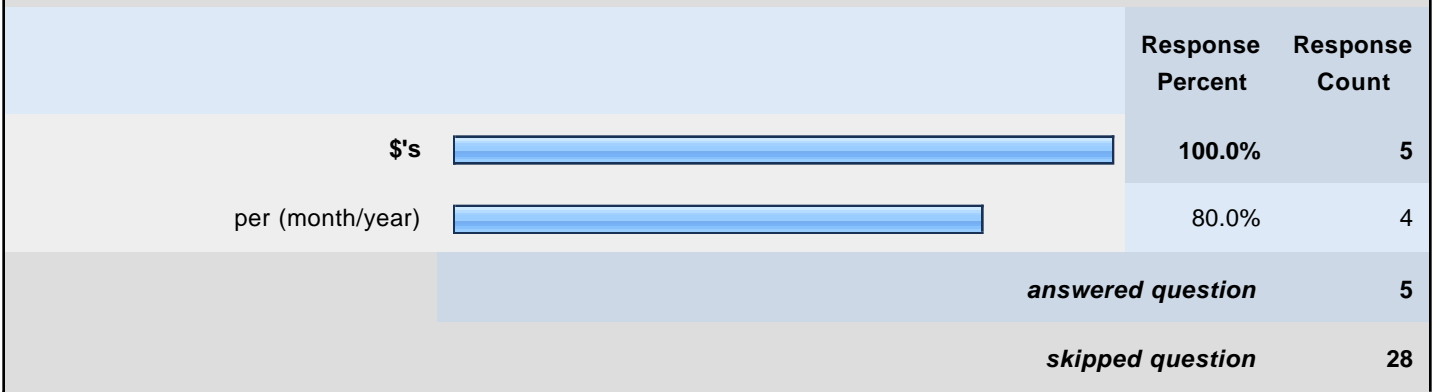 Response Percent Response Count
$'s 100.0% 5
per (month/year) 80.0% 4
answered question 5
skipped question 28